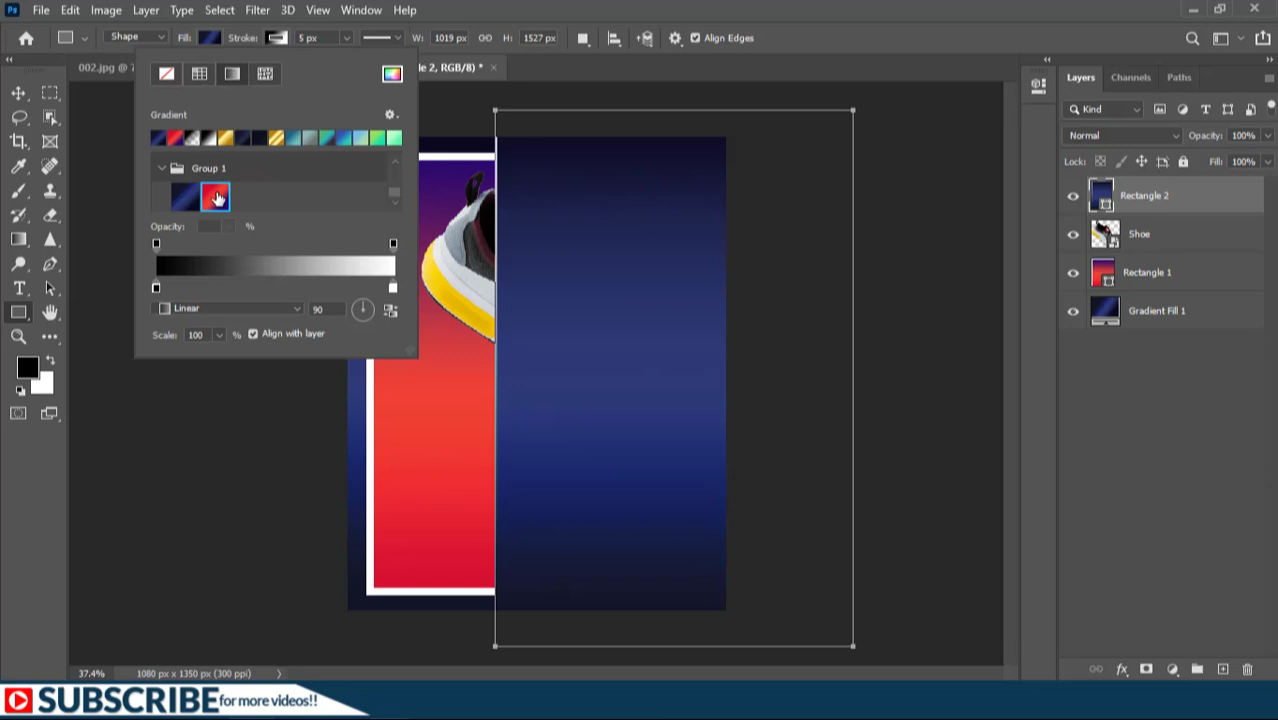 Ps File Edit Image Layer Type Select Filter 3D View Window Help
Shape Fill: Stroke: 5 px W: 1019 px H: 1527 px Align Edges
002.jpg @ 7 le 2, RGB/8) *
Gradient
Group 1
Opacity: %
Linear 90
Scale: 100 % Align with layer
Layers Channels Paths
Kind
Normal Opacity: 100%
Lock: Fill: 100%
Rectangle 2
Shoe
Rectangle 1
Gradient Fill 1
37.4% 1080 px x 1350 px (300 ppi)
SUBSCRIBE for more videos!!